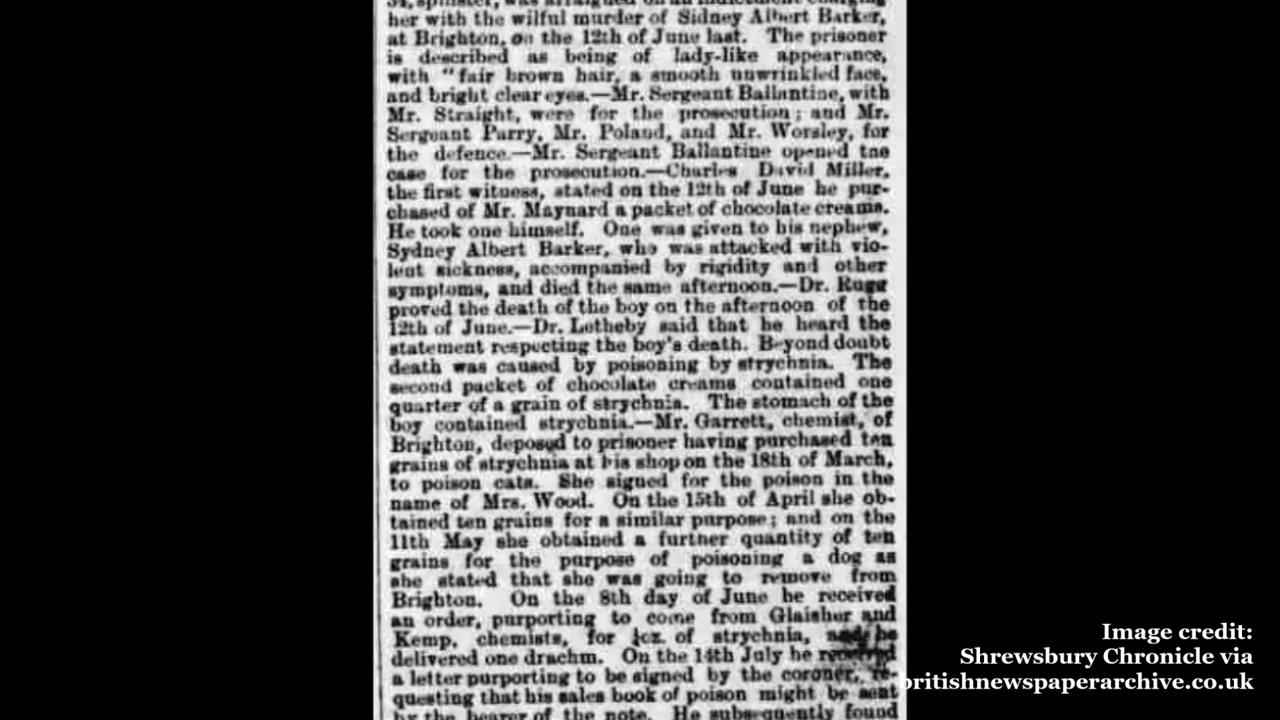 34, spinster, was arraigned on an indictment charging
her with the wilful murder of Sidney Albert Barker,
at Brighton, on the 12th of June last. The prisoner
is described as being of lady-like appearance,
with "fair brown hair, a smooth unwrinkled face,
and bright clear eyes.—Mr. Sergeant Ballantine, with
Mr. Straight, were for the prosecution; and Mr.
Sergeant Parry, Mr. Poland, and Mr. Worsley, for
the defence.—Mr. Sergeant Ballantine opened tne
case for the prosecution.—Charles David Miller,
the first witness, stated on the 12th of June he pur-
chased of Mr. Maynard a packet of chocolate creams.
He took one himself. One was given to his nephew,
Sydney Albert Barker, who was attacked with vio-
lent sickness, accompanied by rigidity and other
symptoms, and died the same afternoon.—Dr. Rugg
proved the death of the boy on the afternoon of the
12th of June.—Dr. Letheby said that he heard the
statement respecting the boy's death. Beyond doubt
death was caused by poisoning by strychnia. The
second packet of chocolate creams contained one
quarter of a grain of strychnia. The stomach of the
boy contained strychnia.—Mr. Garrett, chemist, of
Brighton, deposed to prisoner having purchased ten
grains of strychnia at his shop on the 18th of March,
to poison cats. She signed for the poison in the
name of Mrs. Wood. On the 15th of April she ob-
tained ten grains for a similar purpose; and on the
11th May she obtained a further quantity of ten
grains for the purpose of poisoning a dog as
she stated that she was going to remove from
Brighton. On the 8th day of June he received
an order, purporting to come from Glaisher and
Kemp, chemists, for ½oz. of strychnia, and he
delivered one drachm. On the 14th July he received
a letter purporting to be signed by the coroner, re-
questing that his sales book of poison might be sent
by the bearer of the note. He subsequently found
Image credit:
Shrewsbury Chronicle via
britishnewspaperarchive.co.uk